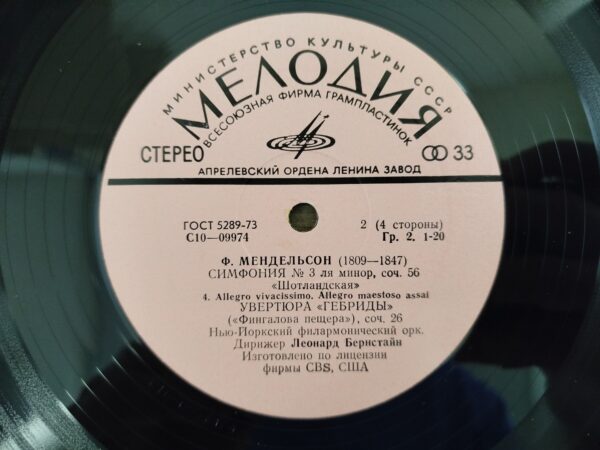 МИНИСТЕРСТВО КУЛЬТУРЫ СССР
МЕЛОДИЯ
ВСЕСОЮЗНАЯ ФИРМА ГРАМПЛАСТИНОК
СТЕРЕО
33
АПРЕЛЕВСКИЙ ОРДЕНА ЛЕНИНА ЗАВОД
ГОСТ 5289-73
2 (4 стороны)
С10—09974
Гр. 2. 1-20
Ф. МЕНДЕЛЬСОН (1809—1847)
СИМФОНИЯ № 3 ля минор, соч. 56
«Шотландская»
4. Allegro vivacissimo. Allegro maestoso assai
УВЕРТЮРА «ГЕБРИДЫ»
(«Фингалова пещера»), соч. 26
Нью-Йоркский филармонический орк.
Дирижер Леонард Бернстайн
Изготовлено по лицензии
фирмы CBS, США